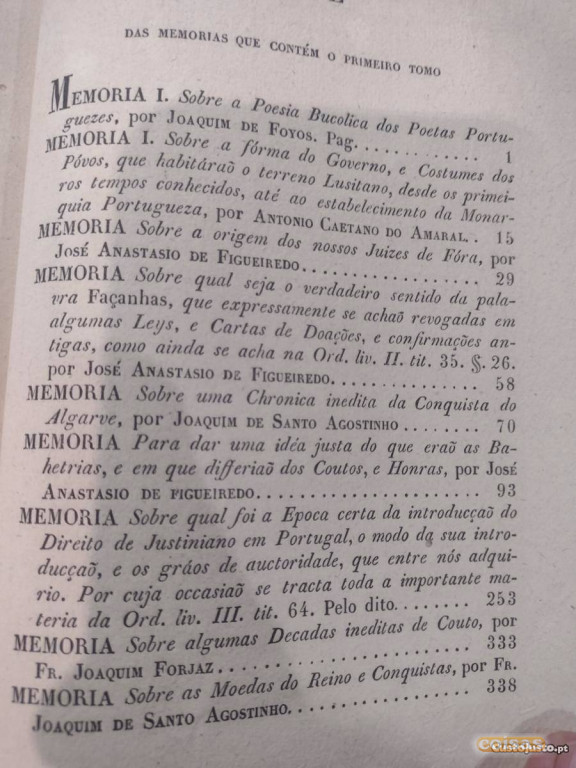 DAS MEMORIAS QUE CONTÉM O PRIMEIRO TOMO
MEMORIA I. Sobre a Poesia Bucolica dos Poetas Portu-
guezes, por JOAQUIM DE FOYOS. Pag. . . . . . . . . . . . . 1
MEMORIA I. Sobre a fórma do Governo, e Costumes dos
Póvos, que habitáraõ o terreno Lusitano, desde os primei-
ros tempos conhecidos, até ao estabelecimento da Monar-
quia Portugueza, por ANTONIO CAETANO DO AMARAL. . 15
MEMORIA Sobre a origem dos nossos Juizes de Fóra, por
JOSÉ ANASTASIO DE FIGUEIREDO. . . . . . . . . . . . . . . . . 29
MEMORIA Sobre qual seja o verdadeiro sentido da pala-
vra Façanhas, que expressamente se achaõ revogadas em
algumas Leys, e Cartas de Doações, e confirmações an-
tigas, como ainda se acha na Ord. liv. II. tit. 35. §. 26.
por JOSÉ ANASTASIO DE FIGUEIREDO. . . . . . . . . . . . . . 58
MEMORIA Sobre uma Chronica inedita da Conquista do
Algarve, por JOAQUIM DE SANTO AGOSTINHO . . . . . . . . 70
MEMORIA Para dar uma idéa justa do que eraõ as Ba-
hetrias, e em que differiaõ dos Coutos, e Honras, por JOSÉ
ANASTASIO DE FIGUEIREDO. . . . . . . . . . . . . . . . . . . . . 93
MEMORIA Sobre qual foi a Epoca certa da introducção do
Direito de Justiniano em Portugal, o modo da sua intro-
ducçaõ, e os gráos de auctoridade, que entre nós adqui-
rio. Por cuja occasiaõ se tracta toda a importante ma-
teria da Ord. liv. III. tit. 64. Pelo dito. . . . . . . . . 253
MEMORIA Sobre algumas Decadas ineditas de Couto, por
FR. JOAQUIM FORJAZ . . . . . . . . . . . . . . . . . . . . . . . 333
MEMORIA Sobre as Moedas do Reino e Conquistas, por FR.
JOAQUIM DE SANTO AGOSTINHO. . . . . . . . . . . . . . . . . 338
coisas
CustoJusto.pt